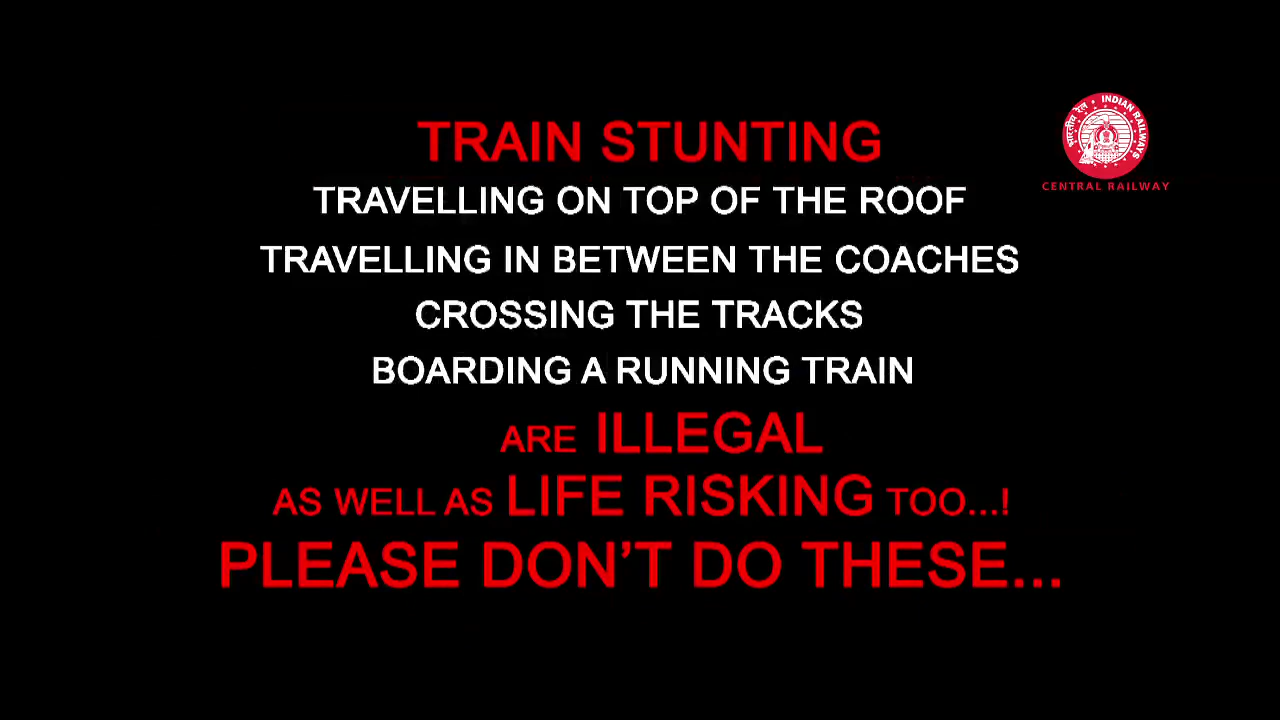 TRAIN STUNTING
भारतीय रेल • INDIAN RAILWAYS
CENTRAL RAILWAY
TRAVELLING ON TOP OF THE ROOF
TRAVELLING IN BETWEEN THE COACHES
CROSSING THE TRACKS
BOARDING A RUNNING TRAIN
ARE ILLEGAL
AS WELL AS LIFE RISKING TOO...!
PLEASE DON’T DO THESE...